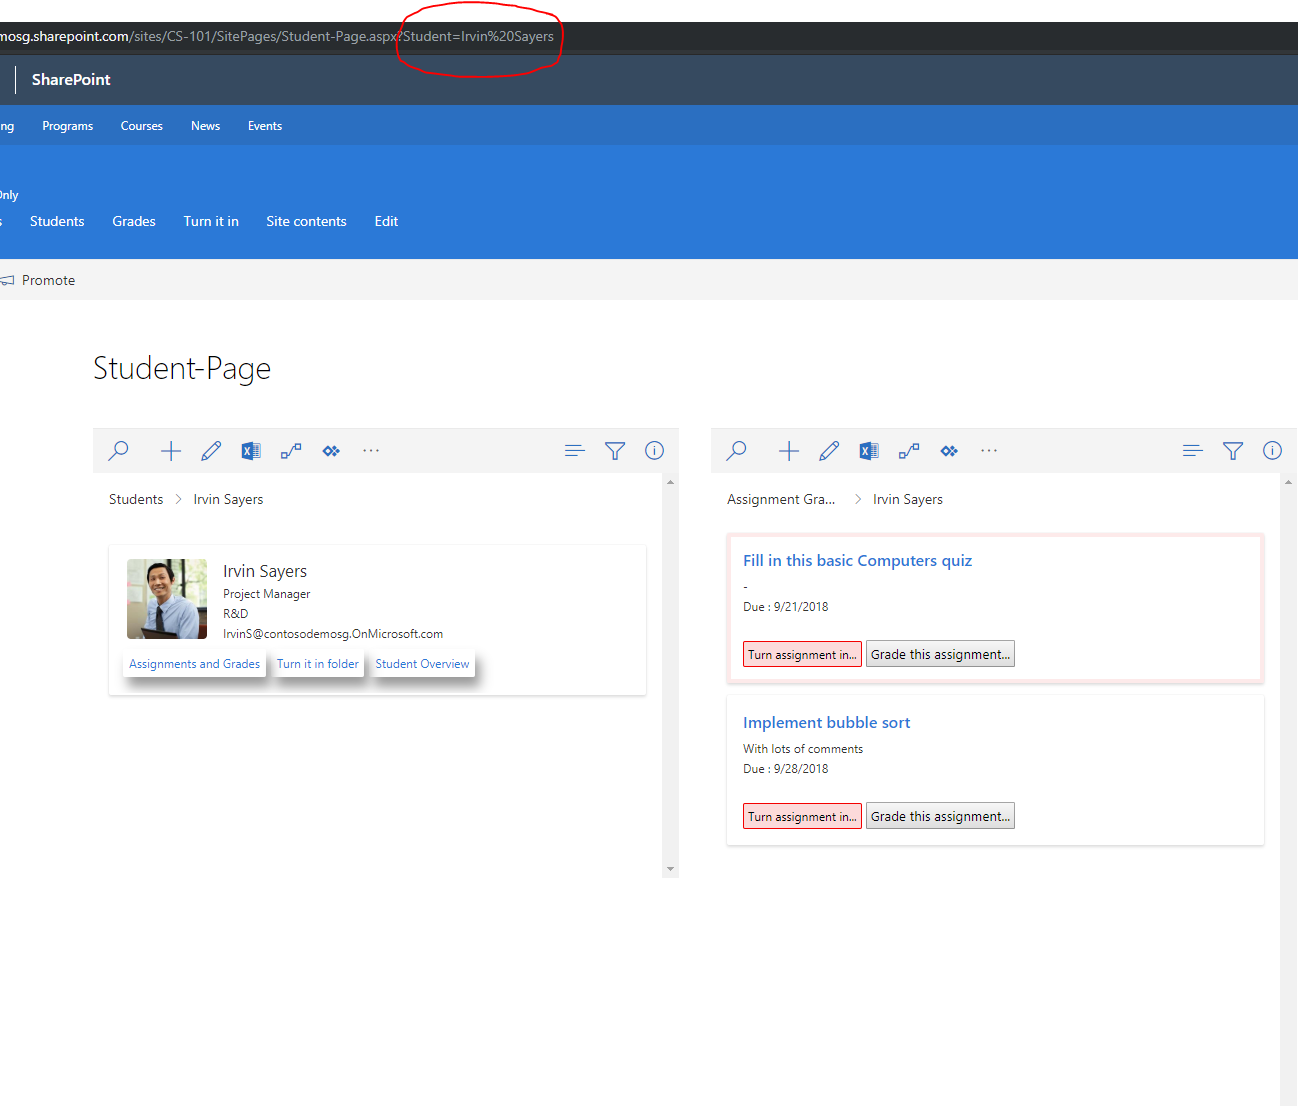 mosg.sharepoint.com/sites/CS-101/SitePages/Student-Page.aspx?Student=Irvin%20Sayers
SharePoint
ng Programs Courses News Events
Only
s Students Grades Turn it in Site contents Edit
Promote
Student-Page
Students > Irvin Sayers
Irvin Sayers
Project Manager
R&D
IrvinS@contosodemosg.OnMicrosoft.com
Assignments and Grades Turn it in folder Student Overview
Assignment Gra... > Irvin Sayers
Fill in this basic Computers quiz
-
Due : 9/21/2018
Turn assignment in... Grade this assignment...
Implement bubble sort
With lots of comments
Due : 9/28/2018
Turn assignment in... Grade this assignment...